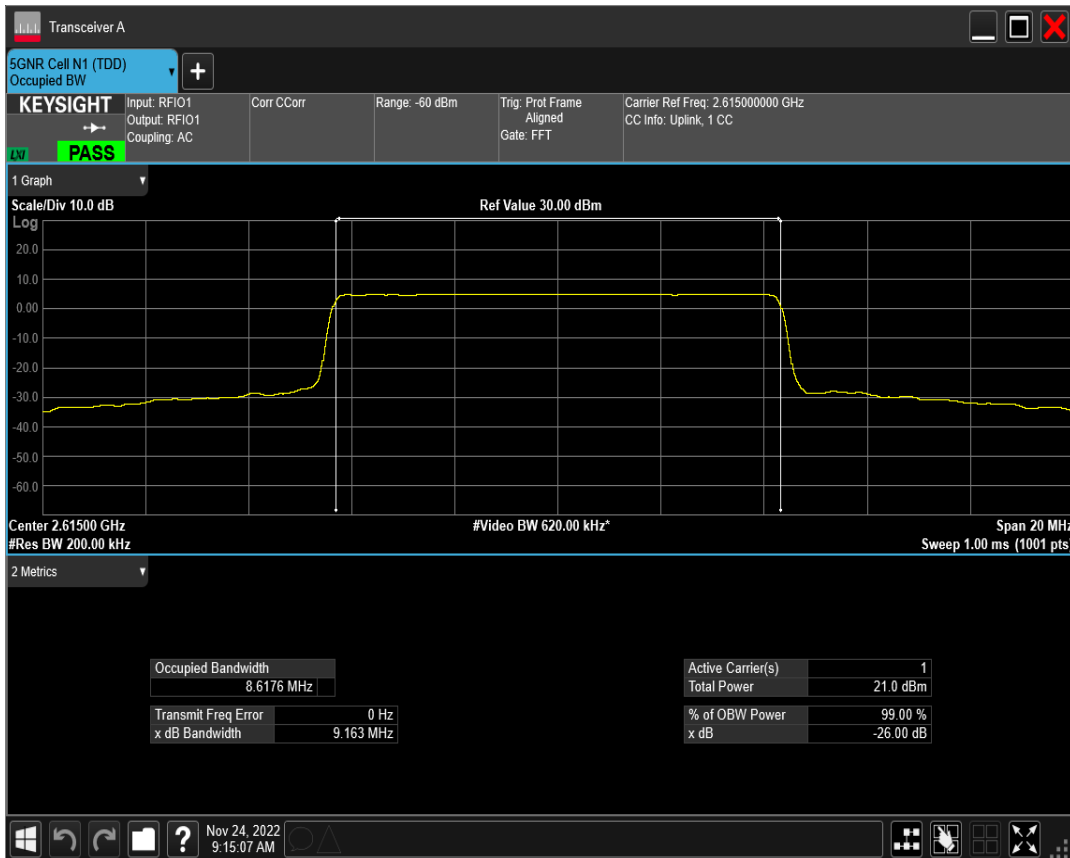 Transceiver A
5GNR Cell N1 (TDD)
Occupied BW
+
KEYSIGHT
LXI
PASS
Input: RFIO1
Output: RFIO1
Coupling: AC
Corr CCorr
Range: -60 dBm
Trig: Prot Frame
Aligned
Gate: FFT
Carrier Ref Freq: 2.615000000 GHz
CC Info: Uplink, 1 CC
1 Graph
Scale/Div 10.0 dB
Ref Value 30.00 dBm
Log
20.0
10.0
0.00
-10.0
-20.0
-30.0
-40.0
-50.0
-60.0
Center 2.61500 GHz
#Video BW 620.00 kHz*
Span 20 MHz
#Res BW 200.00 kHz
Sweep 1.00 ms (1001 pts)
2 Metrics
Occupied Bandwidth
8.6176 MHz
Transmit Freq Error 0 Hz
x dB Bandwidth 9.163 MHz
Active Carrier(s) 1
Total Power 21.0 dBm
% of OBW Power 99.00 %
x dB -26.00 dB
?
Nov 24, 2022
9:15:07 AM